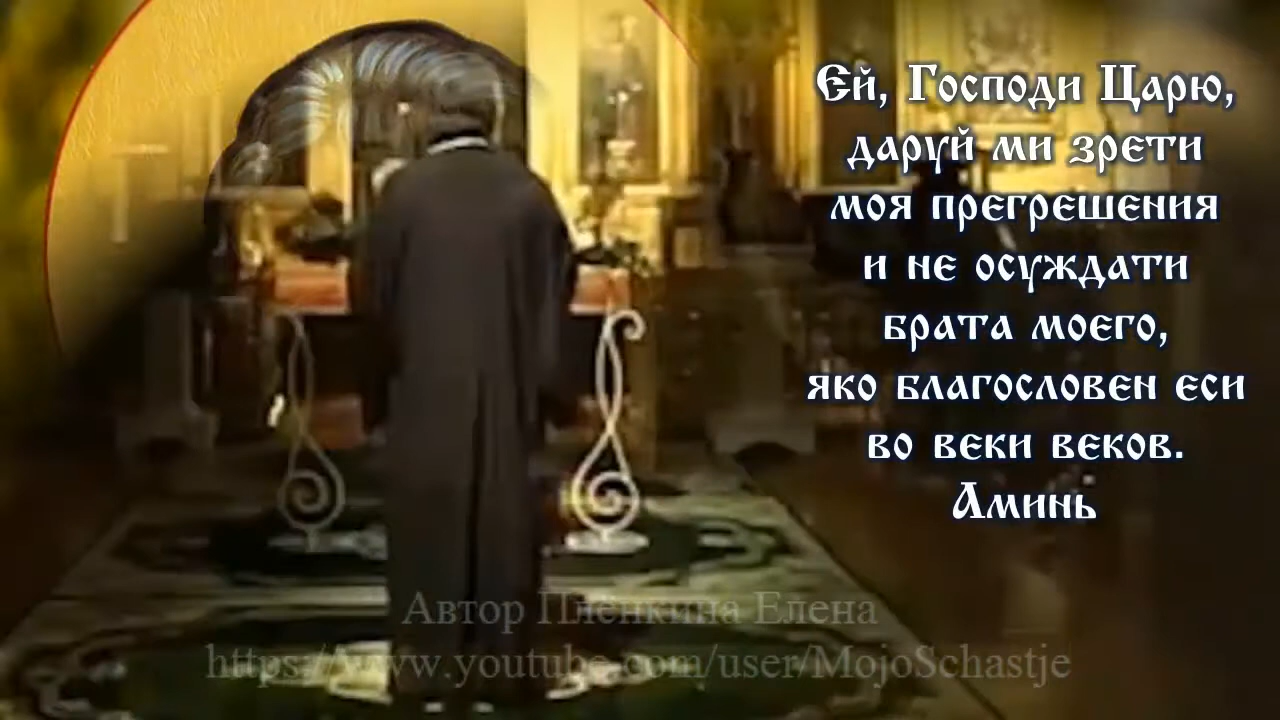 Ей, Господи Царю,
даруй ми зрети
моя прегрешения
и не осуждати
брата моего,
яко благословен еси
во веки веков.
Аминь
Автор Плёнкина Елена
https://www.youtube.com/user/MojoSchastje